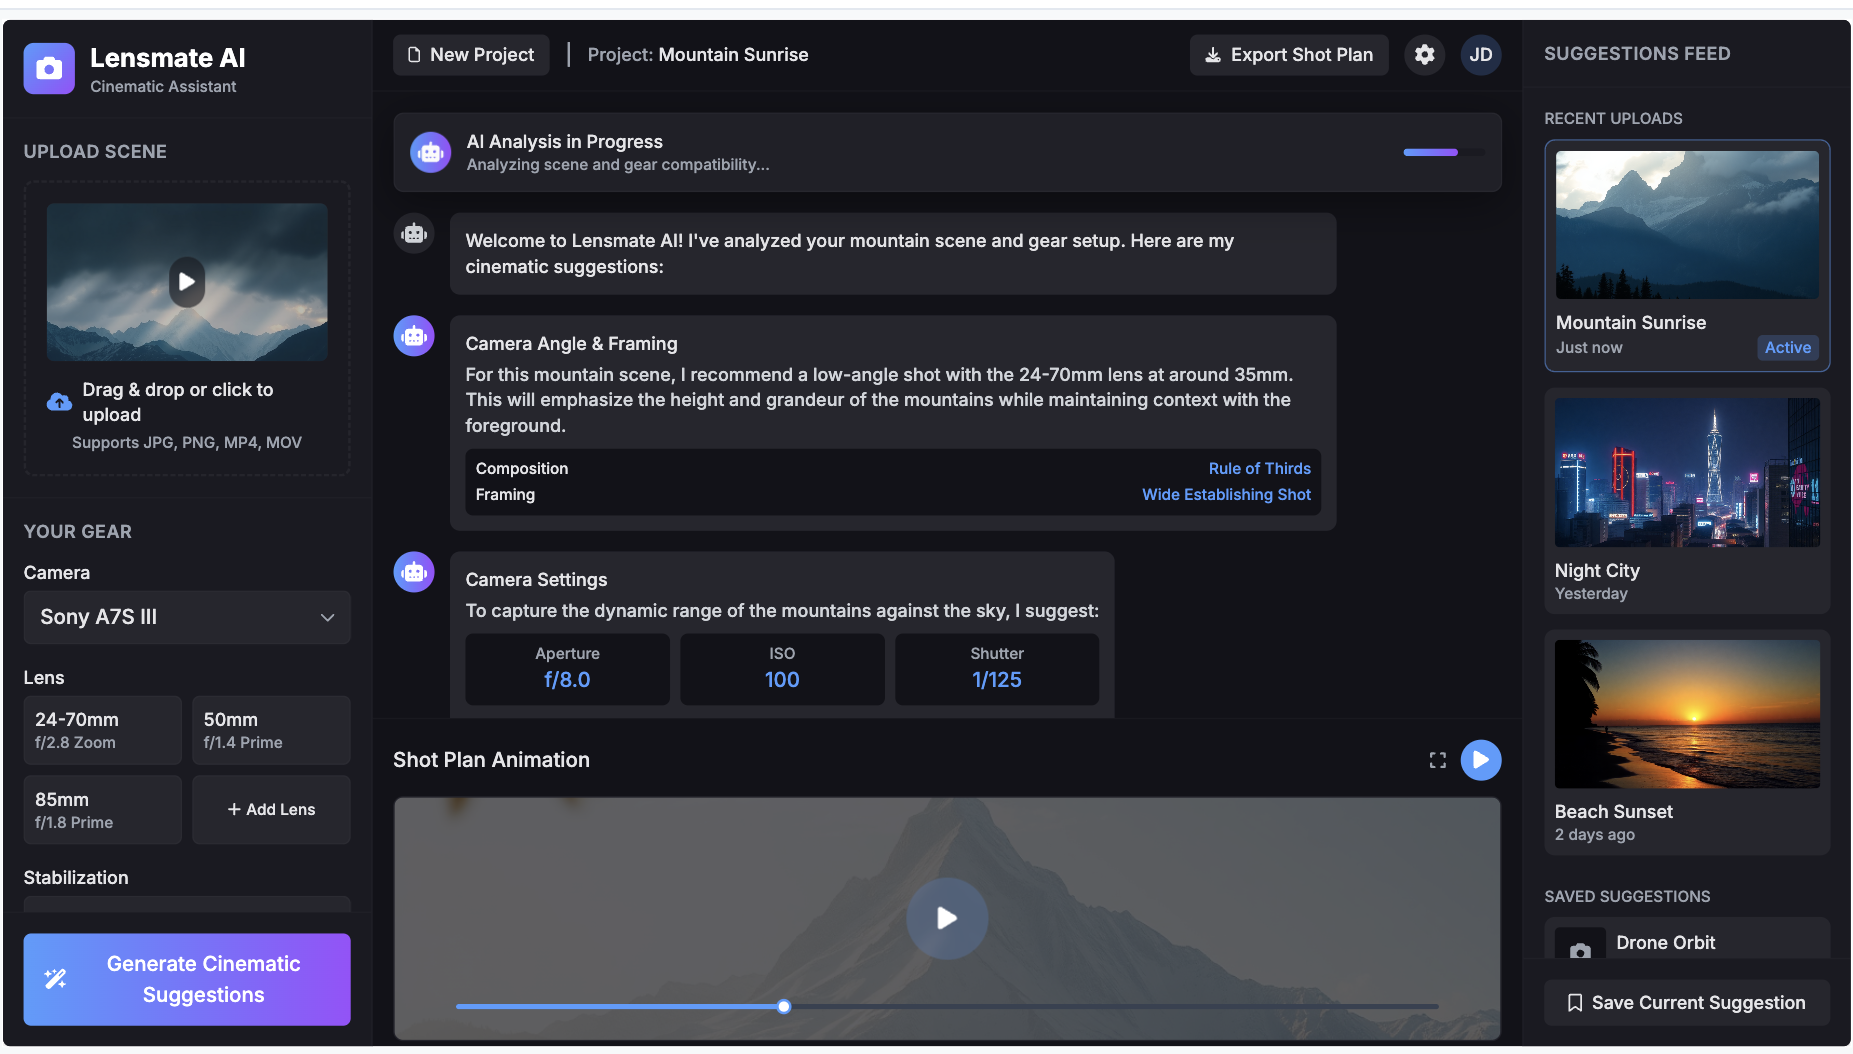 Lensmate AI
Cinematic Assistant
UPLOAD SCENE
Drag & drop or click to
upload
Supports JPG, PNG, MP4, MOV
YOUR GEAR
Camera
Sony A7S III
Lens
24-70mm
f/2.8 Zoom
50mm
f/1.4 Prime
85mm
f/1.8 Prime
+ Add Lens
Stabilization
Generate Cinematic
Suggestions
New Project
Project: Mountain Sunrise
Export Shot Plan
JD
AI Analysis in Progress
Analyzing scene and gear compatibility...
Welcome to Lensmate AI! I've analyzed your mountain scene and gear setup. Here are my
cinematic suggestions:
Camera Angle & Framing
For this mountain scene, I recommend a low-angle shot with the 24-70mm lens at around 35mm.
This will emphasize the height and grandeur of the mountains while maintaining context with the
foreground.
Composition Rule of Thirds
Framing Wide Establishing Shot
Camera Settings
To capture the dynamic range of the mountains against the sky, I suggest:
Aperture
f/8.0
ISO
100
Shutter
1/125
Shot Plan Animation
SUGGESTIONS FEED
RECENT UPLOADS
Mountain Sunrise
Just now
Active
Night City
Yesterday
Beach Sunset
2 days ago
SAVED SUGGESTIONS
Drone Orbit
Save Current Suggestion